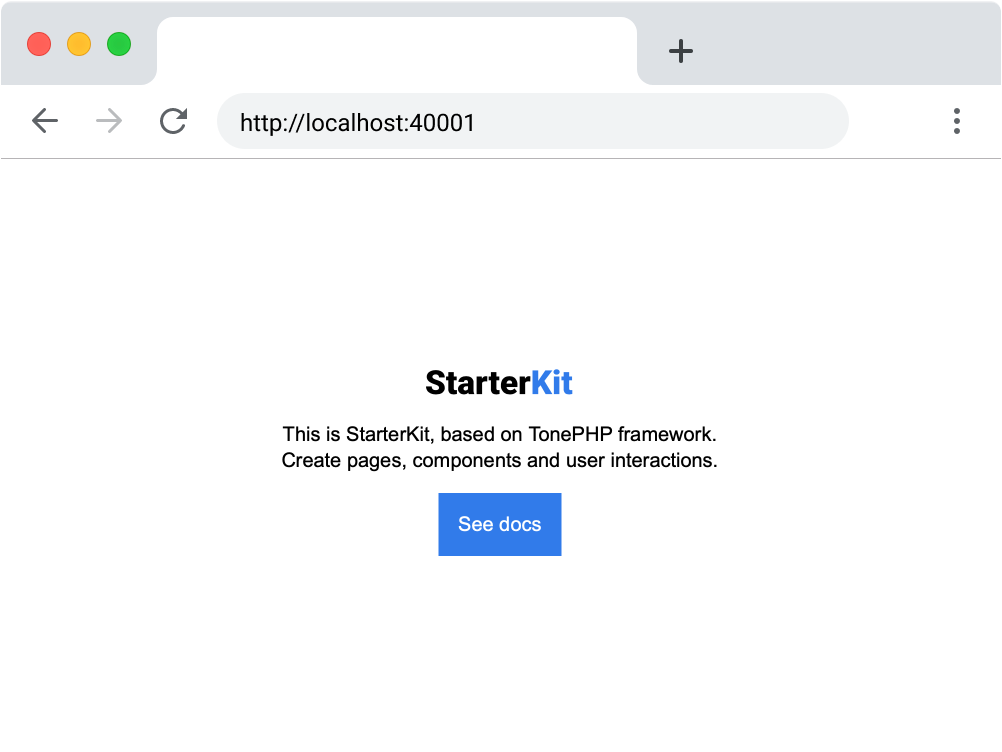 http://localhost:40001
StarterKit
This is StarterKit, based on TonePHP framework.
Create pages, components and user interactions.
See docs